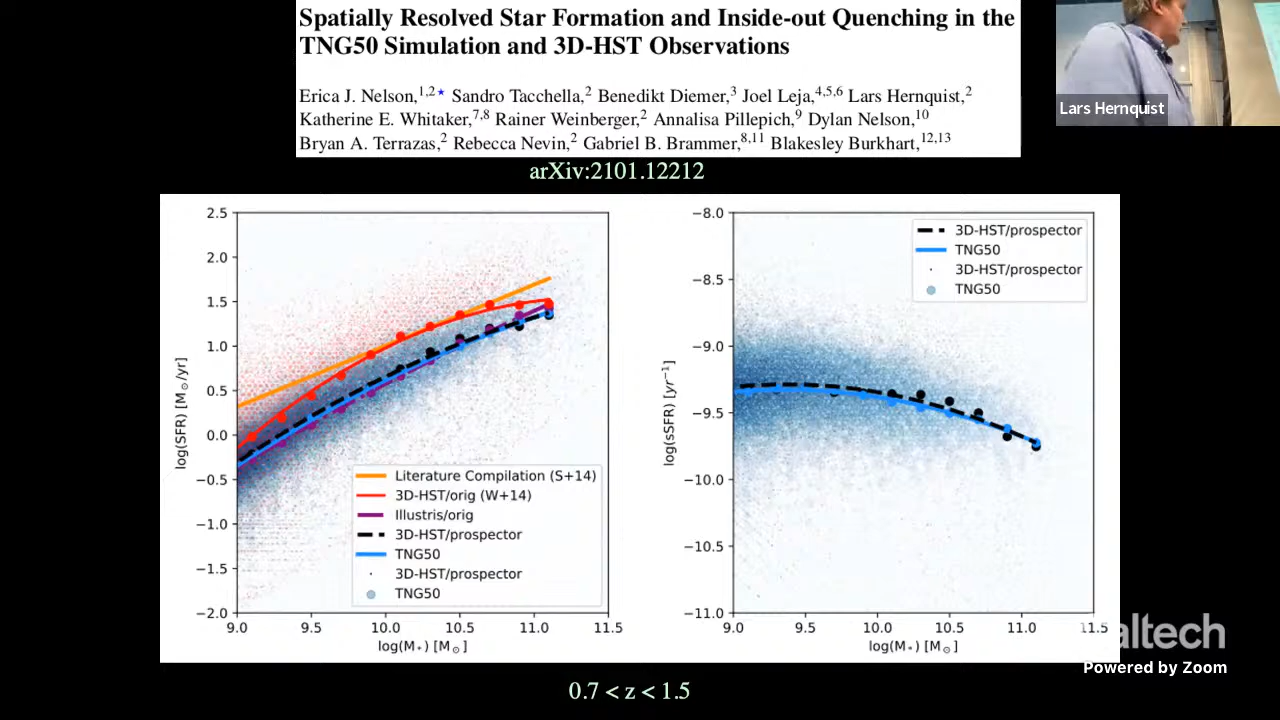 Spatially Resolved Star Formation and Inside-out Quenching in the
TNG50 Simulation and 3D-HST Observations
Erica J. Nelson,1,2★ Sandro Tacchella,2 Benedikt Diemer,3 Joel Leja,4,5,6 Lars Hernquist,2
Katherine E. Whitaker,7,8 Rainer Weinberger,2 Annalisa Pillepich,9 Dylan Nelson,10
Bryan A. Terrazas,2 Rebecca Nevin,2 Gabriel B. Brammer,8,11 Blakesley Burkhart,12,13
arXiv:2101.12212
Lars Hernquist
log(SFR) [M⊙/yr]
2.5
2.0
1.5
1.0
0.5
0.0
−0.5
−1.0
−1.5
−2.0
Literature Compilation (S+14)
3D-HST/orig (W+14)
Illustris/orig
3D-HST/prospector
TNG50
3D-HST/prospector
TNG50
9.0 9.5 10.0 10.5 11.0 11.5
log(M*) [M⊙]
log(sSFR) [yr⁻¹]
−8.0
−8.5
−9.0
−9.5
−10.0
−10.5
−11.0
3D-HST/prospector
TNG50
3D-HST/prospector
TNG50
9.0 9.5 10.0 10.5 11.0 11.5
log(M*) [M⊙]
altech
Powered by Zoom
0.7 < z < 1.5